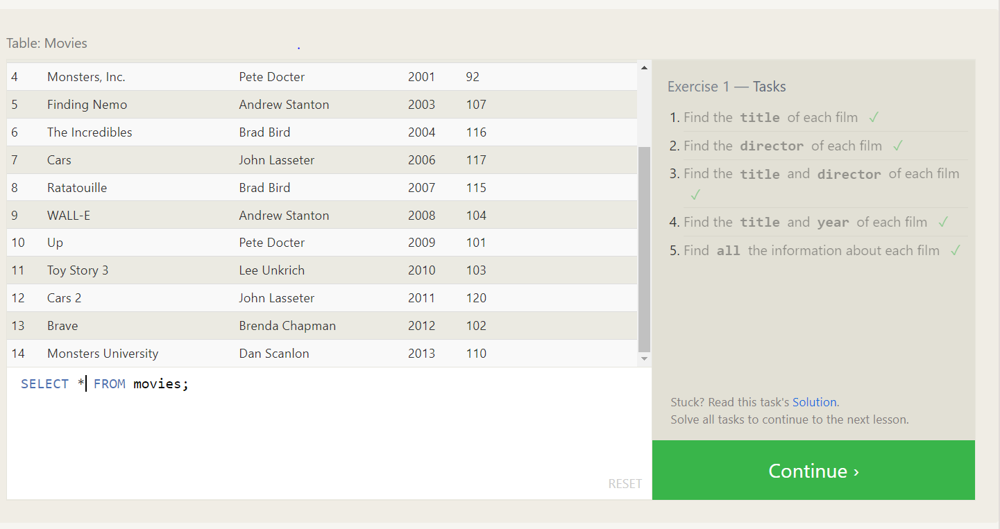 Table: Movies
4 Monsters, Inc. Pete Docter 2001 92
5 Finding Nemo Andrew Stanton 2003 107
6 The Incredibles Brad Bird 2004 116
7 Cars John Lasseter 2006 117
8 Ratatouille Brad Bird 2007 115
9 WALL-E Andrew Stanton 2008 104
10 Up Pete Docter 2009 101
11 Toy Story 3 Lee Unkrich 2010 103
12 Cars 2 John Lasseter 2011 120
13 Brave Brenda Chapman 2012 102
14 Monsters University Dan Scanlon 2013 110
SELECT * FROM movies;
RESET
Exercise 1 — Tasks
1. Find the title of each film ✓
2. Find the director of each film ✓
3. Find the title and director of each film
✓
4. Find the title and year of each film ✓
5. Find all the information about each film ✓
Stuck? Read this task's Solution.
Solve all tasks to continue to the next lesson.
Continue ›